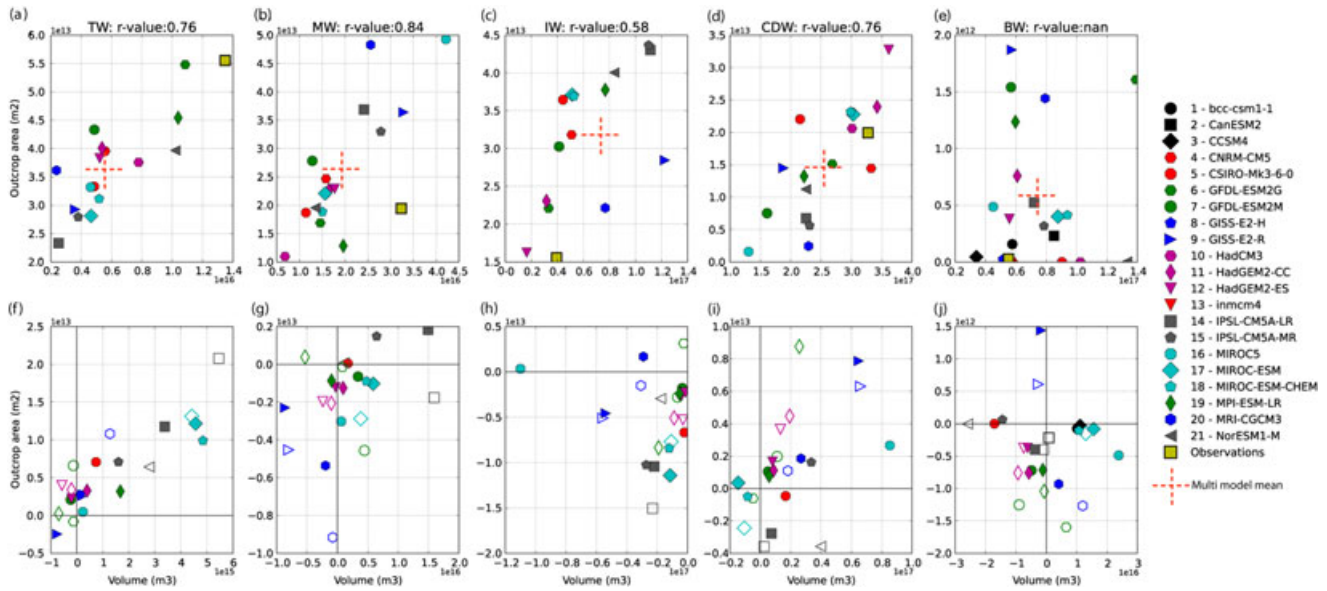 (a) (b) (c) (d) (e)
TW: r-value:0.76 MW: r-value:0.84 IW: r-value:0.58 CDW: r-value:0.76 BW: r-value:nan
1e13 1e13 1e13 1e13 1e12
Outcrop area (m2)
6.0 5.5 5.0 4.5 4.0 3.5 3.0 2.5 2.0
0.2 0.4 0.6 0.8 1.0 1.2 1.4
1e16
5.0 4.5 4.0 3.5 3.0 2.5 2.0 1.5 1.0
0.5 1.0 1.5 2.0 2.5 3.0 3.5 4.0 4.5
1e16
4.5 4.0 3.5 3.0 2.5 2.0 1.5
0.0 0.2 0.4 0.6 0.8 1.0 1.2 1.4
1e17
3.5 3.0 2.5 2.0 1.5 1.0 0.5 0.0
1.0 1.5 2.0 2.5 3.0 3.5 4.0
1e17
2.0 1.5 1.0 0.5 0.0
0.2 0.4 0.6 0.8 1.0 1.2 1.4
1e17
1 - bcc-csm1-1
2 - CanESM2
3 - CCSM4
4 - CNRM-CM5
5 - CSIRO-Mk3-6-0
6 - GFDL-ESM2G
7 - GFDL-ESM2M
8 - GISS-E2-H
9 - GISS-E2-R
10 - HadCM3
11 - HadGEM2-CC
12 - HadGEM2-ES
13 - inmcm4
14 - IPSL-CM5A-LR
15 - IPSL-CM5A-MR
16 - MIROC5
17 - MIROC-ESM
18 - MIROC-ESM-CHEM
19 - MPI-ESM-LR
20 - MRI-CGCM3
21 - NorESM1-M
Observations
Multi model mean
(f) (g) (h) (i) (j)
1e13 1e13 1e13 1e13 1e12
Outcrop area (m2)
2.5 2.0 1.5 1.0 0.5 0.0 −0.5
−1 0 1 2 3 4 5 6
1e15
Volume (m3)
0.2 0.0 −0.2 −0.4 −0.6 −0.8 −1.0
−1.0 −0.5 0.0 0.5 1.0 1.5 2.0
1e16
Volume (m3)
0.5 0.0 −0.5 −1.0 −1.5 −2.0
−1.2 −1.0 −0.8 −0.6 −0.4 −0.2 0.0
1e17
Volume (m3)
1.0 0.8 0.6 0.4 0.2 0.0 −0.2 −0.4
−0.2 0.0 0.2 0.4 0.6 0.8 1.0
1e17
Volume (m3)
1.5 1.0 0.5 0.0 −0.5 −1.0 −1.5 −2.0
−3 −2 −1 0 1 2 3
1e16
Volume (m3)